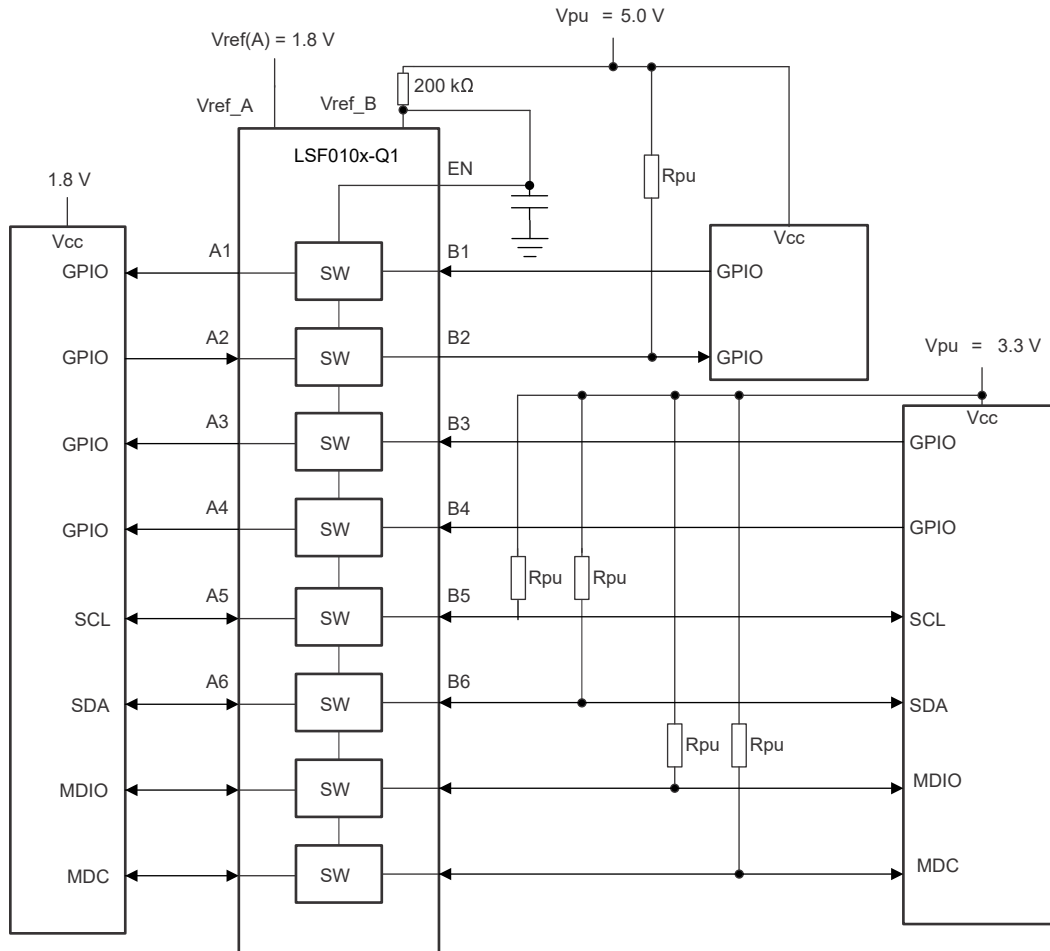 Vpu = 5.0 V
Vref(A) = 1.8 V
200 kΩ
Vref_A
Vref_B
LSF010x-Q1
EN
Rpu
1.8 V
Vcc
Vcc
GPIO
A1
SW
B1
GPIO
GPIO
A2
SW
B2
GPIO
Vpu = 3.3 V
Vcc
GPIO
A3
SW
B3
GPIO
GPIO
A4
SW
B4
GPIO
Rpu
Rpu
SCL
A5
SW
B5
SCL
SDA
A6
SW
B6
SDA
Rpu
Rpu
MDIO
SW
MDIO
MDC
SW
MDC